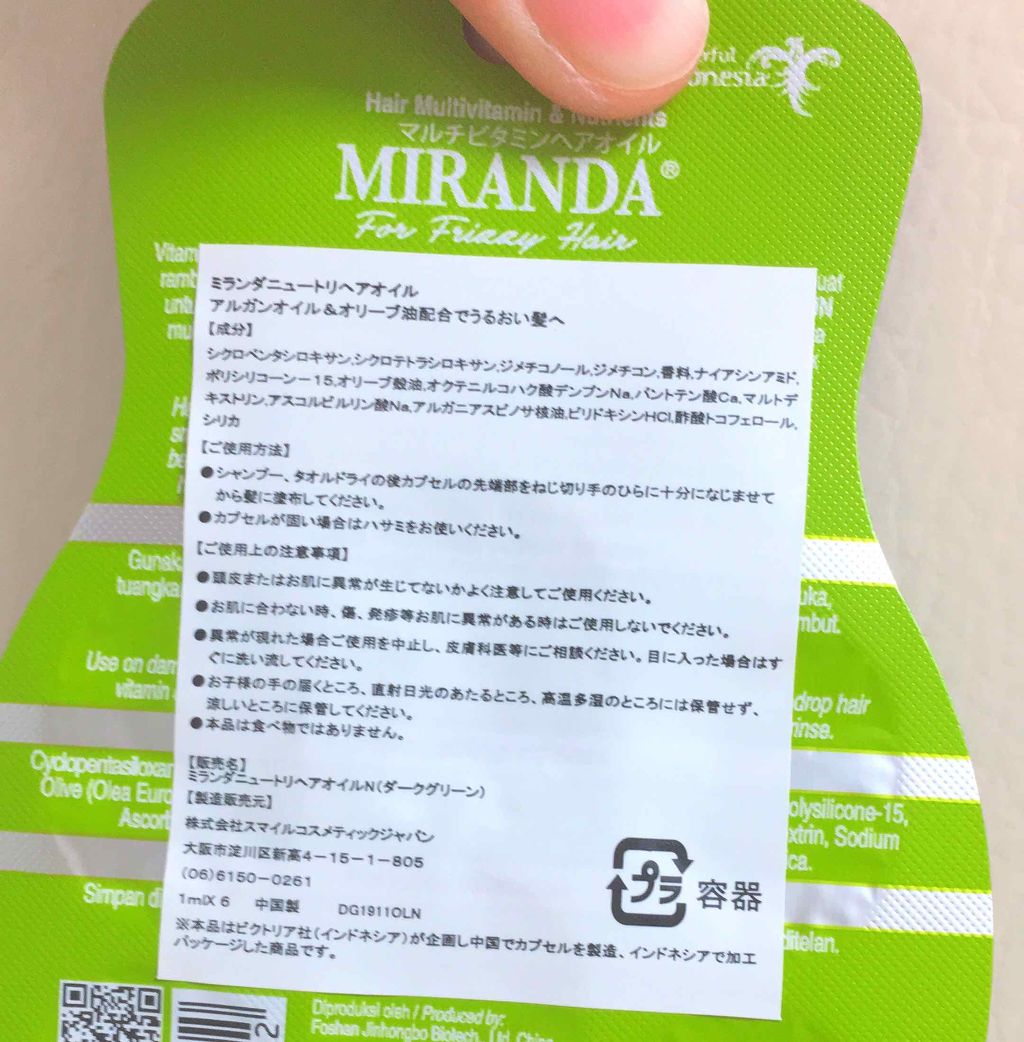 Hair Multivitamin &
マルチビタミンヘアオイル
MIRANDA®
For Frizzy Hair
ミランダニュートリヘアオイル
アルガンオイル&オリーブ油配合でうるおい髪へ
【成分】
シクロペンタシロキサン,シクロテトラシロキサン,ジメチコノール,ジメチコン,香料,ナイアシンアミド,
ポリシリコーン－15,オリーブ殻油,オクテニルコハク酸デンプンNa,パントテン酸Ca,マルトデ
キストリン,アスコルビルリン酸Na,アルガニアスピノサ核油,ピリドキシンHCl,酢酸トコフェロール,
シリカ
【ご使用方法】
●シャンプー、タオルドライの後カプセルの先端部をねじ切り手のひらに十分になじませて
から髪に塗布してください。
●カプセルが固い場合はハサミをお使いください。
【ご使用上の注意事項】
●頭皮またはお肌に異常が生じてないかよく注意してご使用ください。
●お肌に合わない時、傷、発疹等お肌に異常がある時はご使用しないでください。
●異常が現れた場合ご使用を中止し、皮膚科医等にご相談ください。目に入った場合はす
ぐに洗い流してください。
●お子様の手の届くところ、直射日光のあたるところ、高温多湿のところには保管せず、
涼しいところに保管してください。
●本品は食べ物ではありません。
【販売名】
ミランダニュートリヘアオイルN(ダークグリーン)
【製造販売元】
株式会社スマイルコスメティックジャパン
大阪市淀川区新高4－15－1－805
(06)6150－0261
1mlX 6 中国製 DG1911OLN
※本品はビクトリア社(インドネシア)が企画し中国でカプセルを製造、インドネシアで加工
パッケージした商品です。
プラ 容器
Use on
vitamin
drop hair
rinse.
Olive (Olea
olysilicone-15,
Sodium
Simpan
Diproduksi oleh / Produced by:
Foshan Jinhongbo Biotech. Ltd, China
2